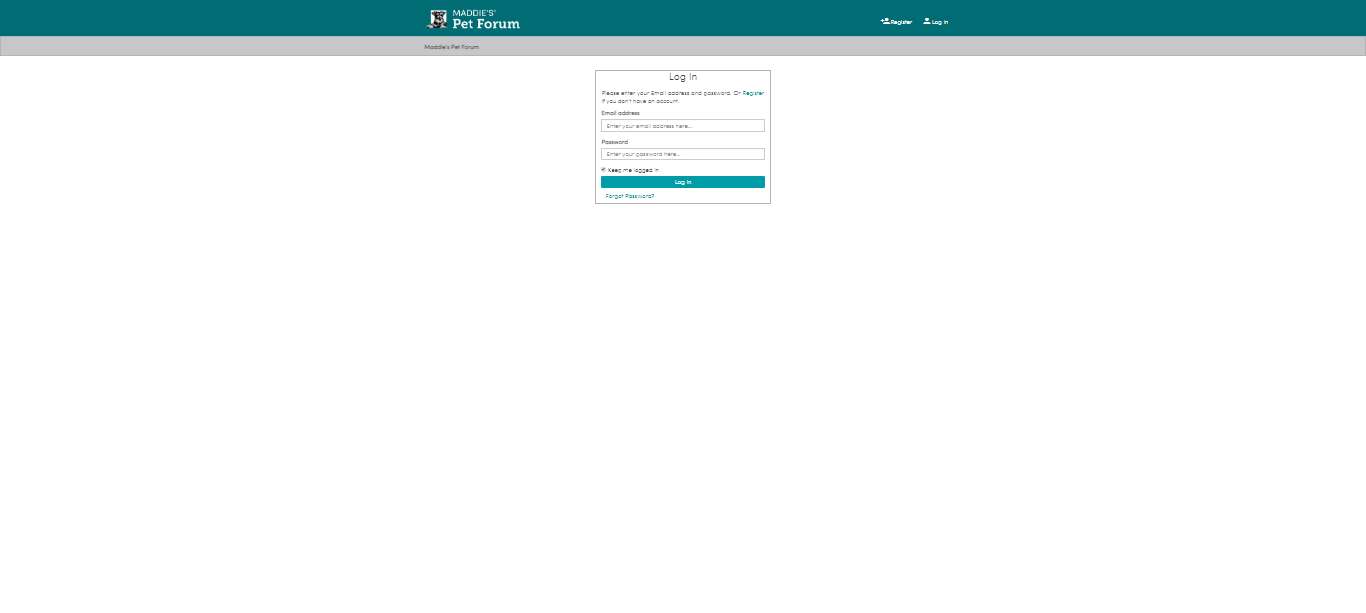 MADDIE'S®
Pet Forum
Register Log In
Maddie's Pet Forum
Log In
Please enter your Email address and password. Or Register
if you don't have an account.
Email address
Enter your email address here...
Password
Enter your password here...
Keep me logged in
Log In
Forgot Password?